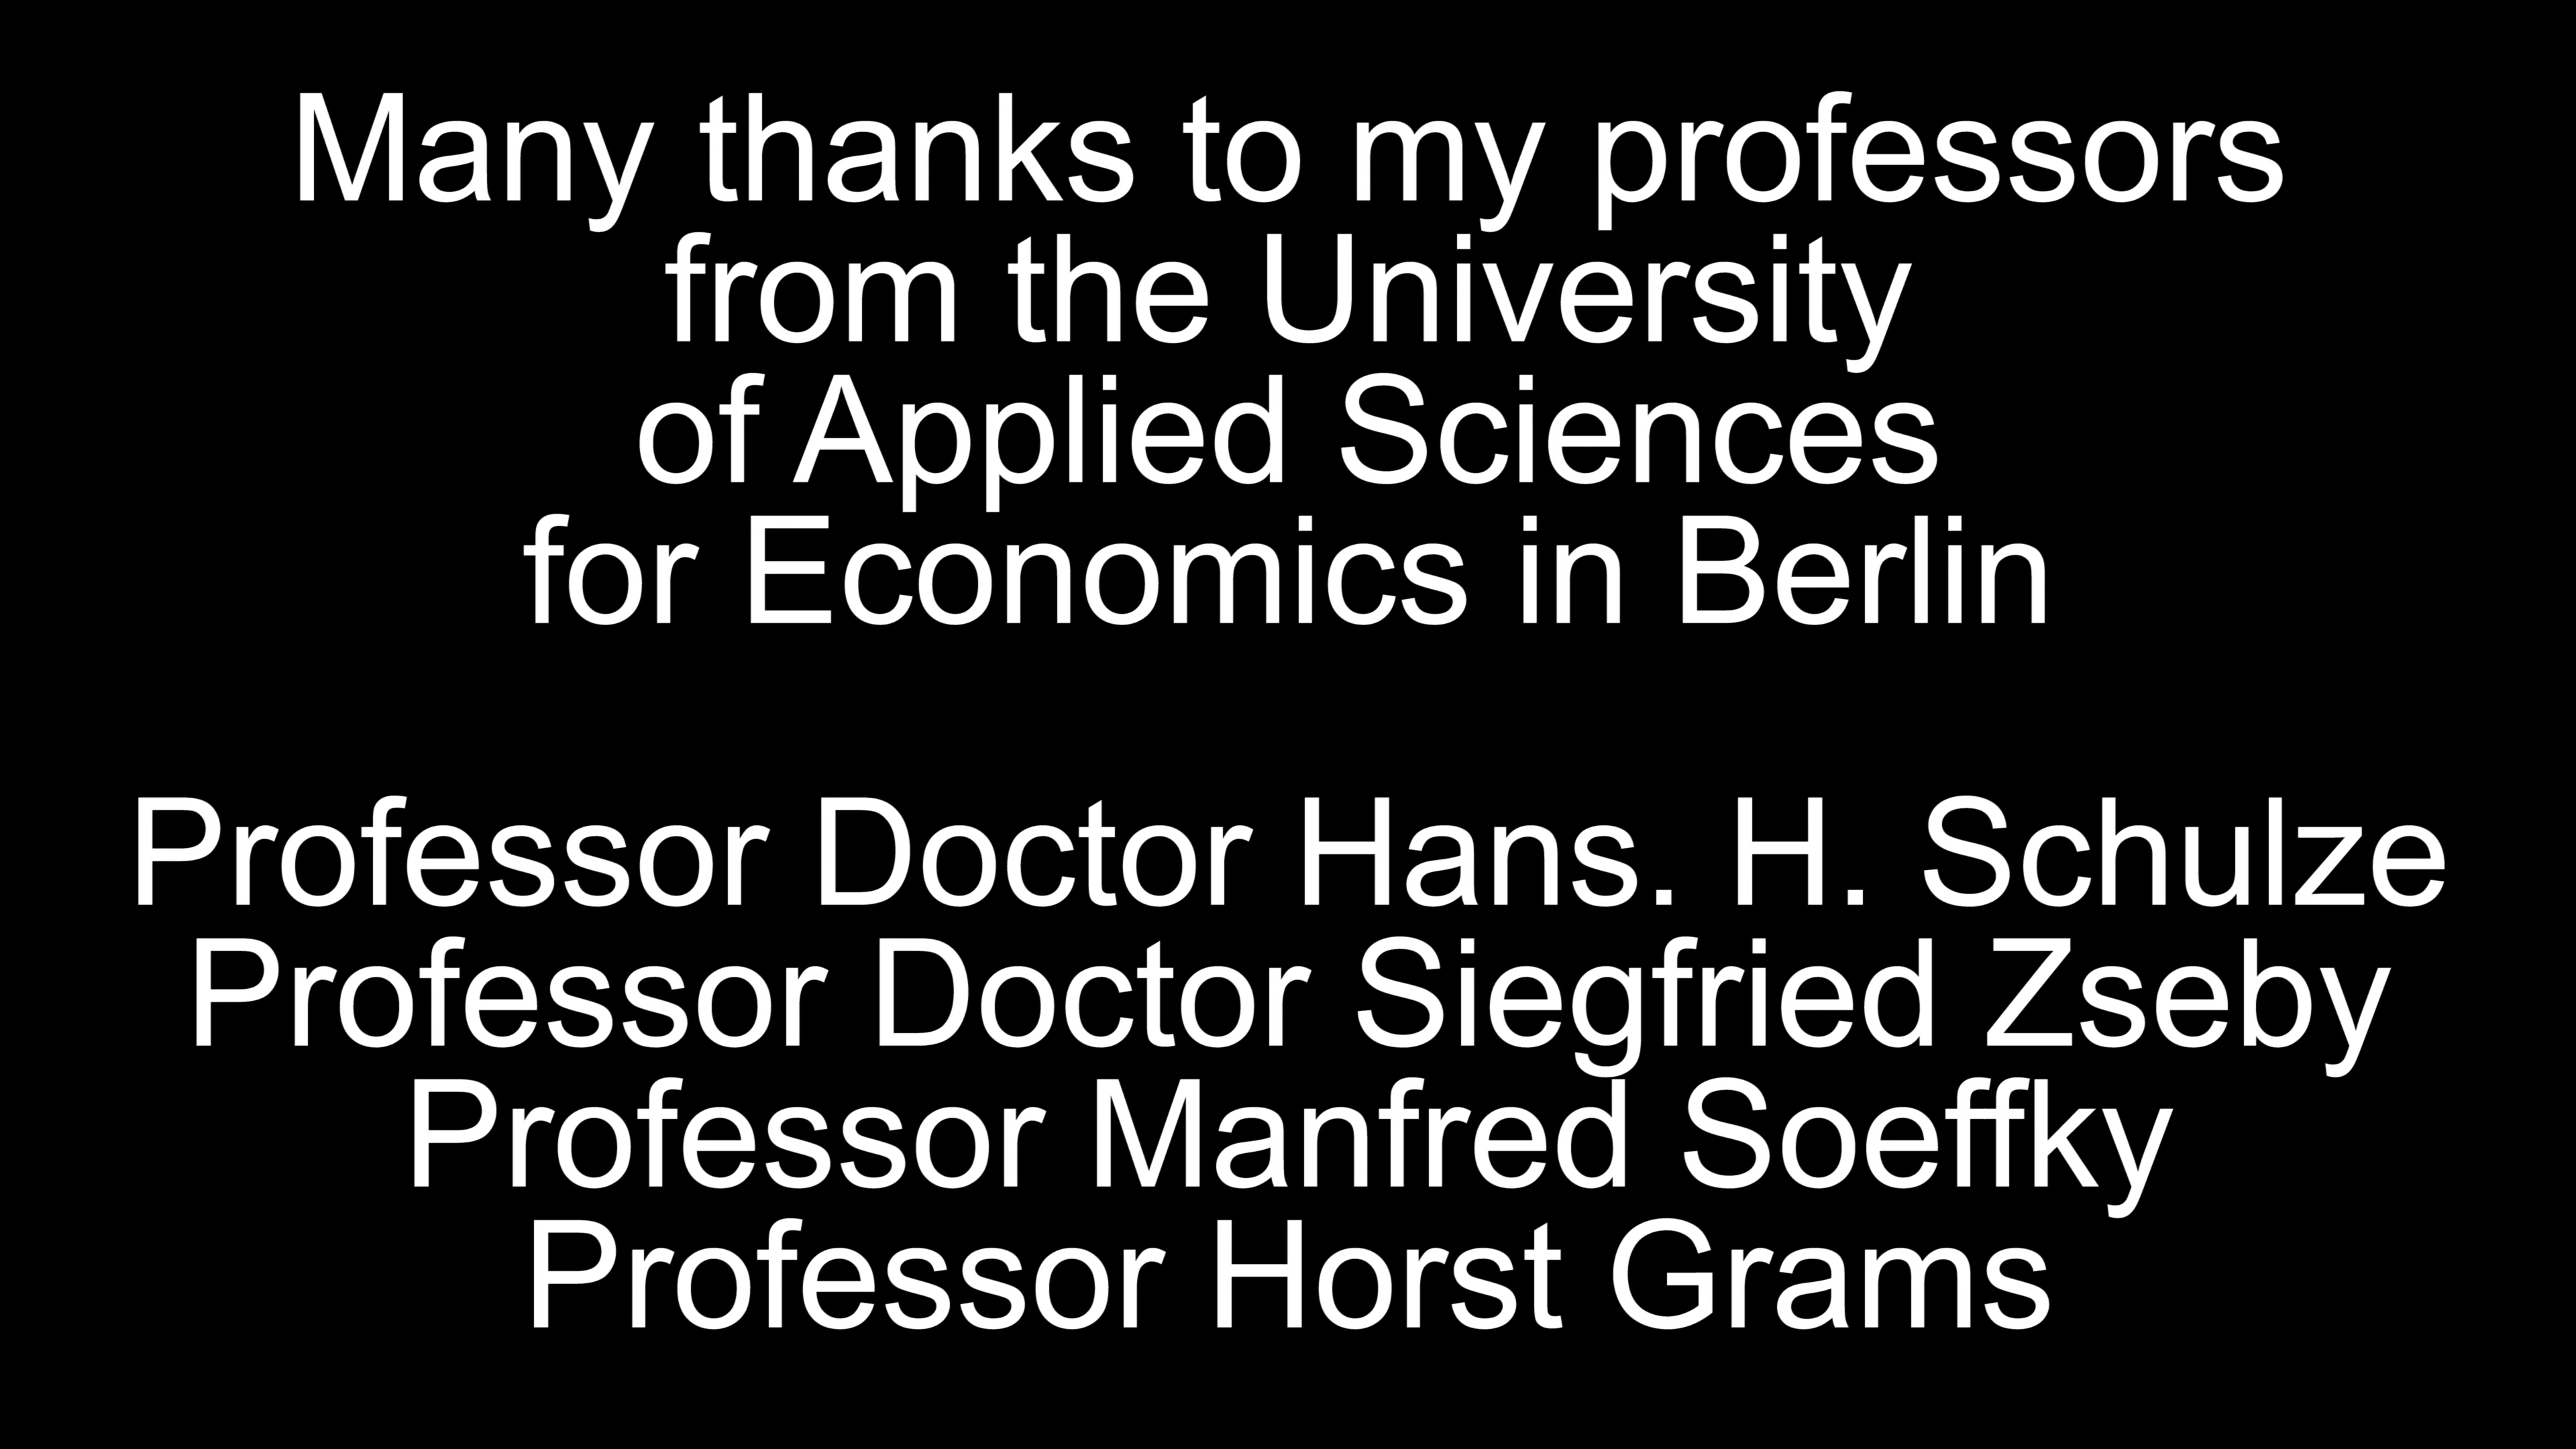 Many thanks to my professors
from the University
of Applied Sciences
for Economics in Berlin
Professor Doctor Hans. H. Schulze
Professor Doctor Siegfried Zseby
Professor Manfred Soeffky
Professor Horst Grams